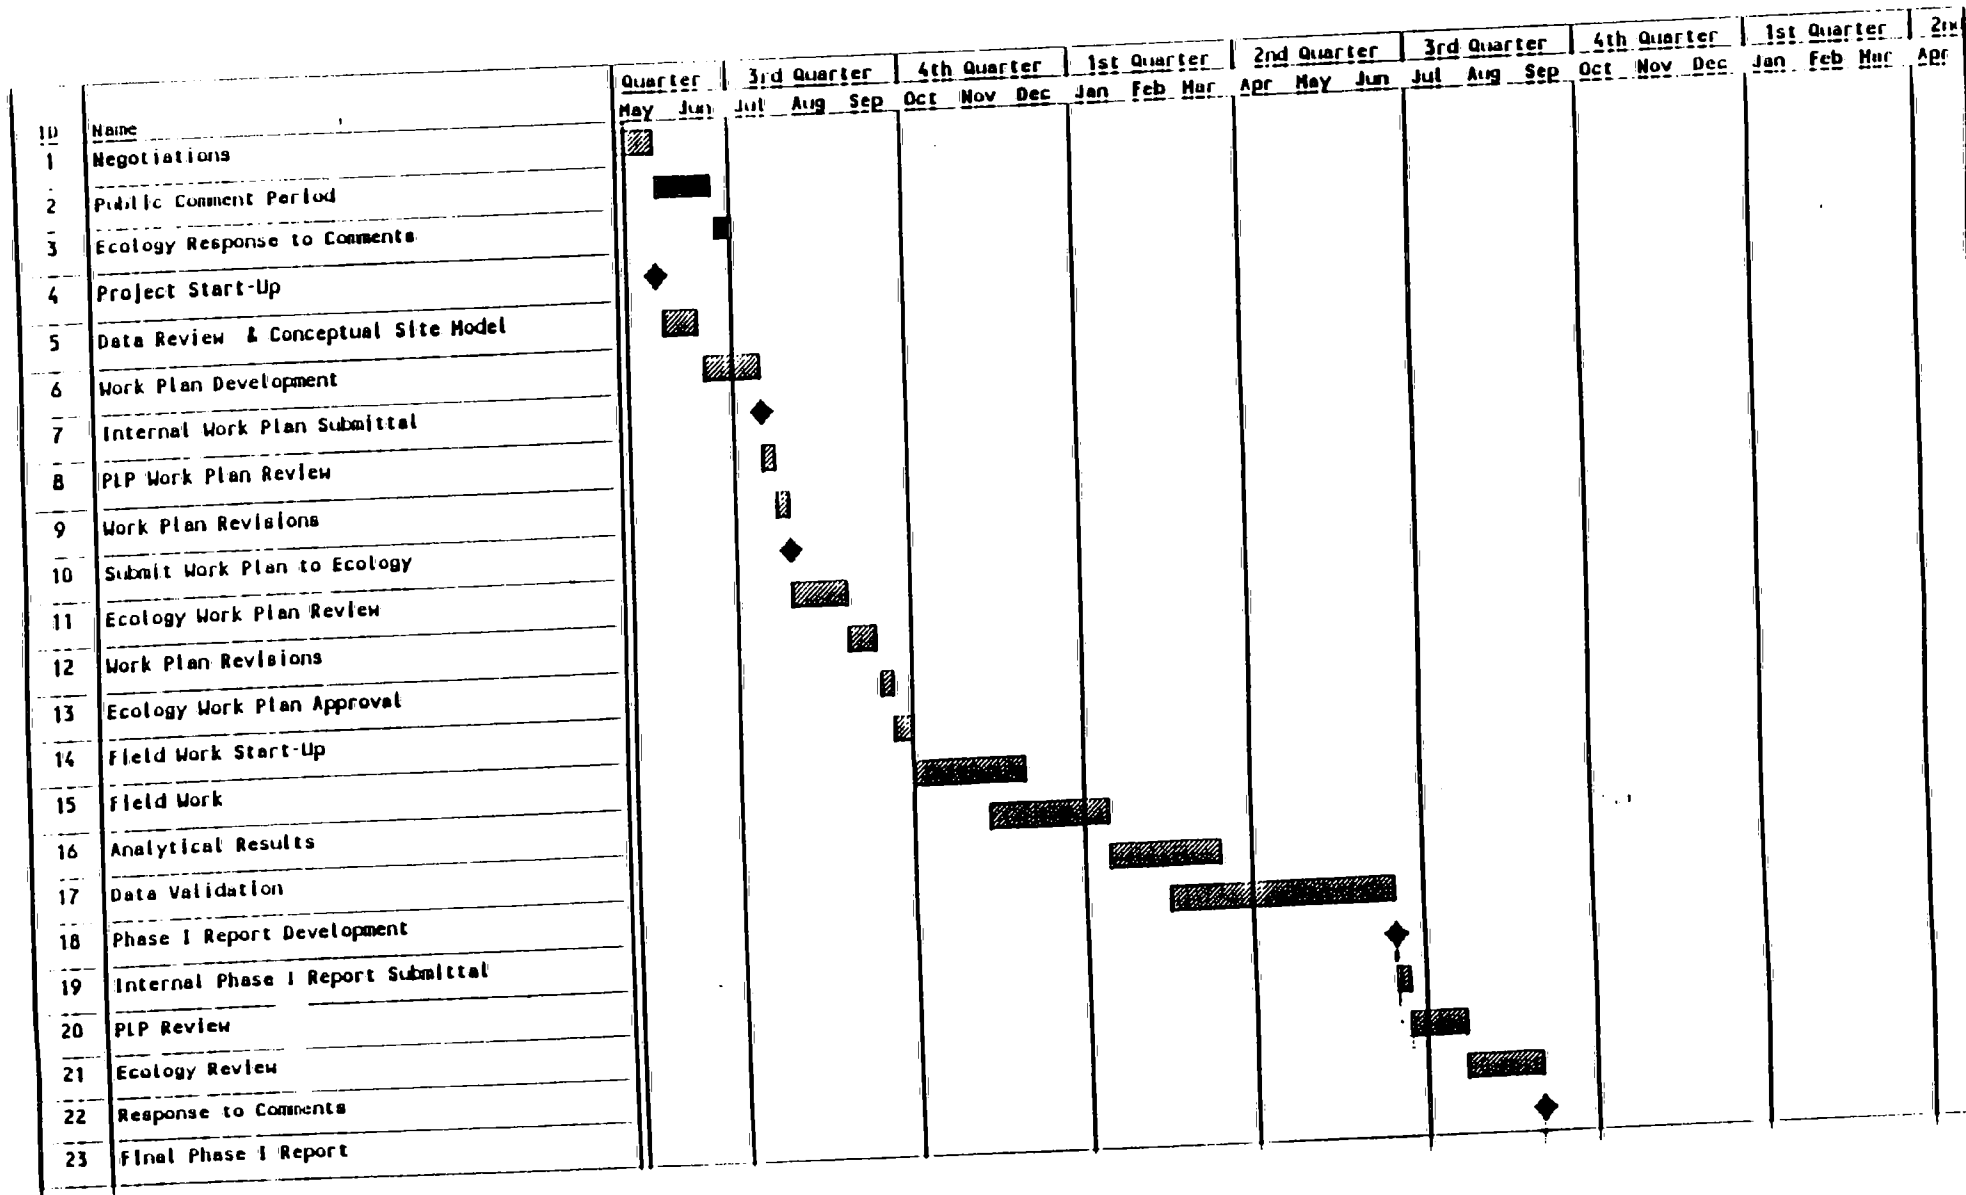 Quarter 3rd Quarter 4th Quarter 1st Quarter 2nd Quarter 3rd Quarter 4th Quarter 1st Quarter
May Jun Jul Aug Sep Oct Nov Dec Jan Feb Mar Apr May Jun Jul Aug Sep Oct Nov Dec Jan Feb Mar Apr
ID Name
1 Negotiations
2 Public Comment Period
3 Ecology Response to Comments
4 Project Start-Up
5 Data Review & Conceptual Site Model
6 Work Plan Development
7 Internal Work Plan Submittal
8 PLP Work Plan Review
9 Work Plan Revisions
10 Submit Work Plan to Ecology
11 Ecology Work Plan Review
12 Work Plan Revisions
13 Ecology Work Plan Approval
14 Field Work Start-Up
15 Field Work
16 Analytical Results
17 Data Validation
18 Phase I Report Development
19 Internal Phase I Report Submittal
20 PLP Review
21 Ecology Review
22 Response to Comments
23 Final Phase I Report